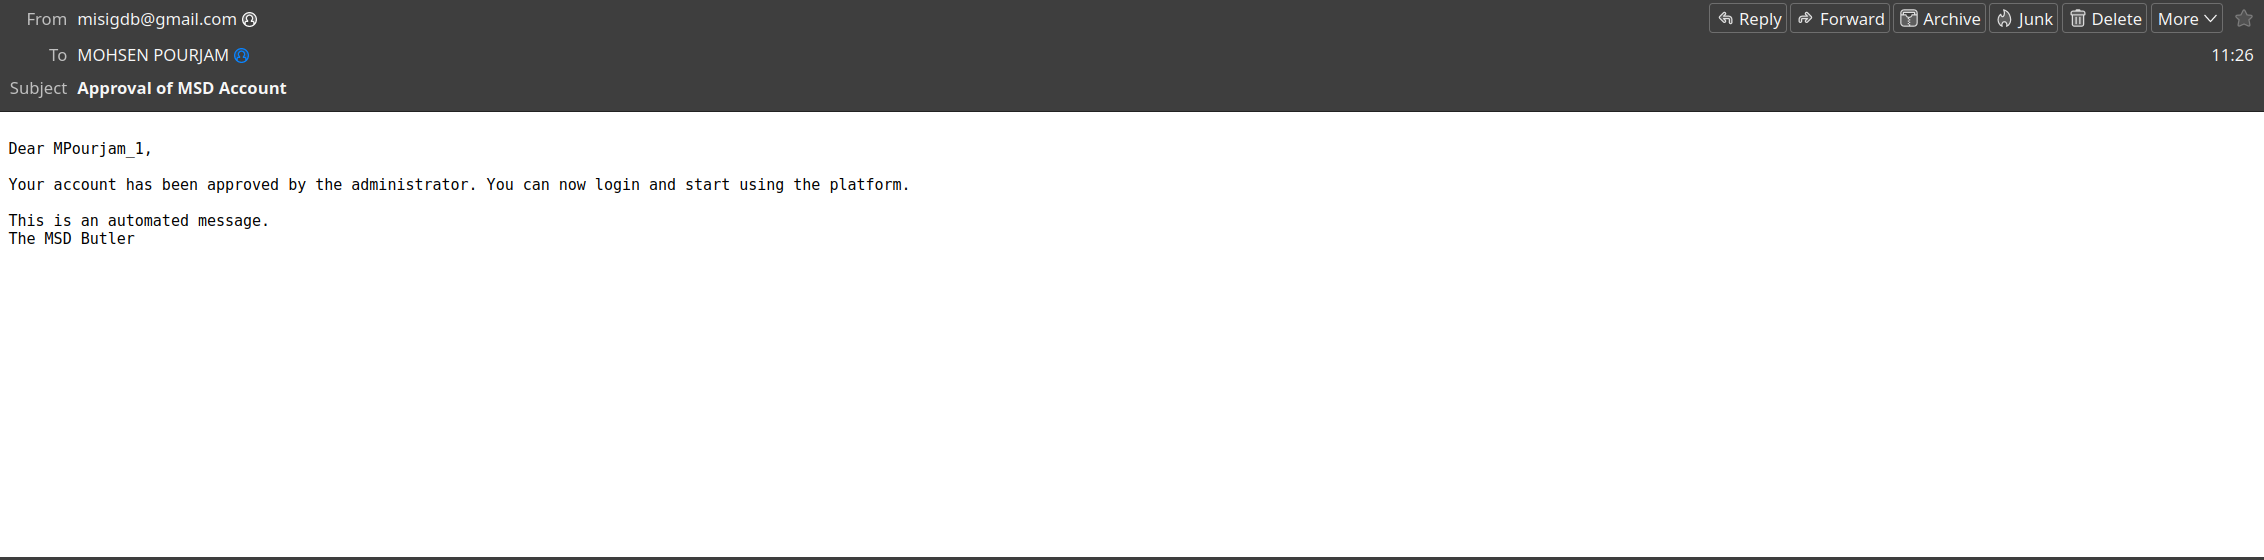 From misigdb@gmail.com Reply Forward Archive Junk Delete More
To MOHSEN POURJAM 11:26
Subject Approval of MSD Account
Dear MPourjam_1,
Your account has been approved by the administrator. You can now login and start using the platform.
This is an automated message.
The MSD Butler